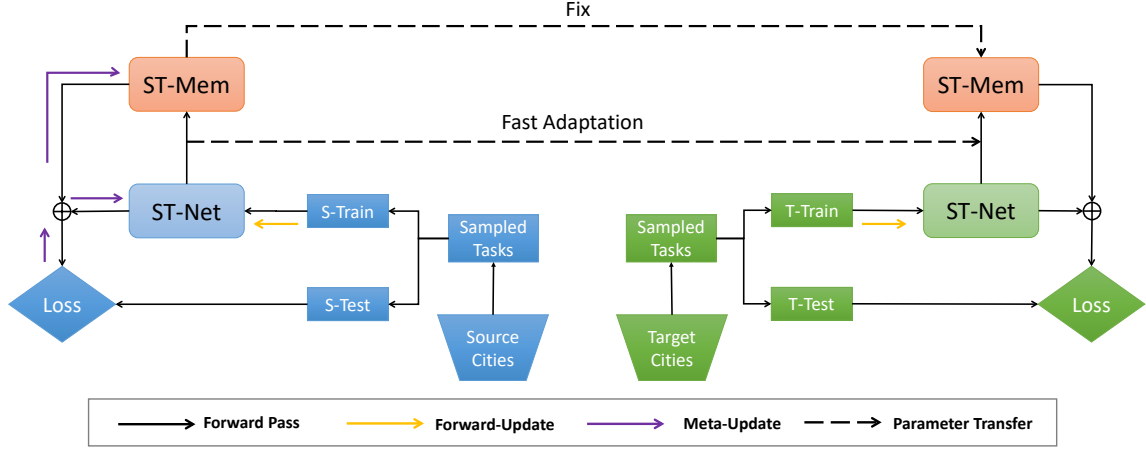 Fix
ST-Mem
ST-Mem
Fast Adaptation
ST-Net
S-Train
Sampled
Tasks
S-Test
Loss
Source
Cities
Sampled
Tasks
T-Train
ST-Net
T-Test
Loss
Target
Cities
Forward Pass
Forward-Update
Meta-Update
Parameter Transfer